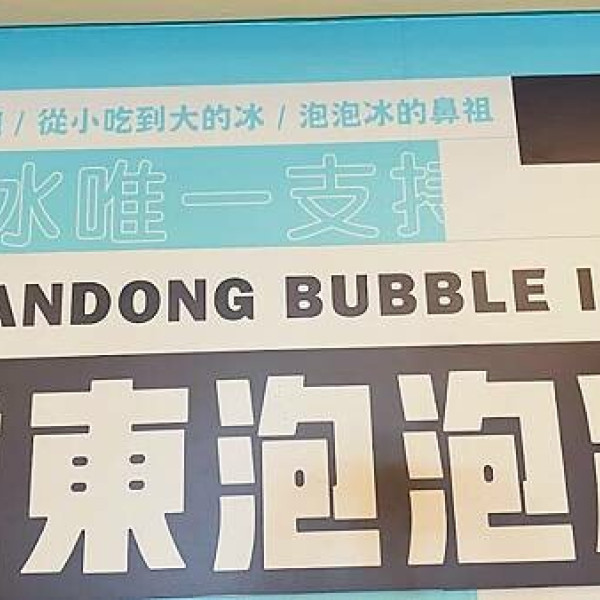 / 從小吃到大的冰 / 泡泡冰的鼻祖
水唯一支持
ANDONG BUBBLE I
東泡泡